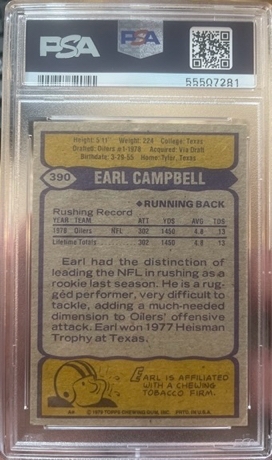 PSA
PSA
55507281
Height: 5-11 Weight: 224 College: Texas
Drafted: Oilers #1-1978 Acquired: Via Draft
Birthdate: 3-29-55 Home: Tyler, Texas
390 EARL CAMPBELL
RUNNING BACK
Rushing Record
YEAR TEAM ATT YDS AVG TDS
1978 Oilers NFL 302 1450 4.8 13
Lifetime Totals 302 1450 4.8 13
Earl had the distinction of
leading the NFL in rushing as a
rookie last season. He is a rug-
ged performer, very difficult to
tackle, adding a much-needed
dimension to Oilers' offensive
attack. Earl won 1977 Heisman
Trophy at Texas.
EARL IS AFFILIATED
WITH A CHEWING
TOBACCO FIRM.
© 1979 TOPPS CHEWING GUM, INC. PRTD. IN U.S.A.